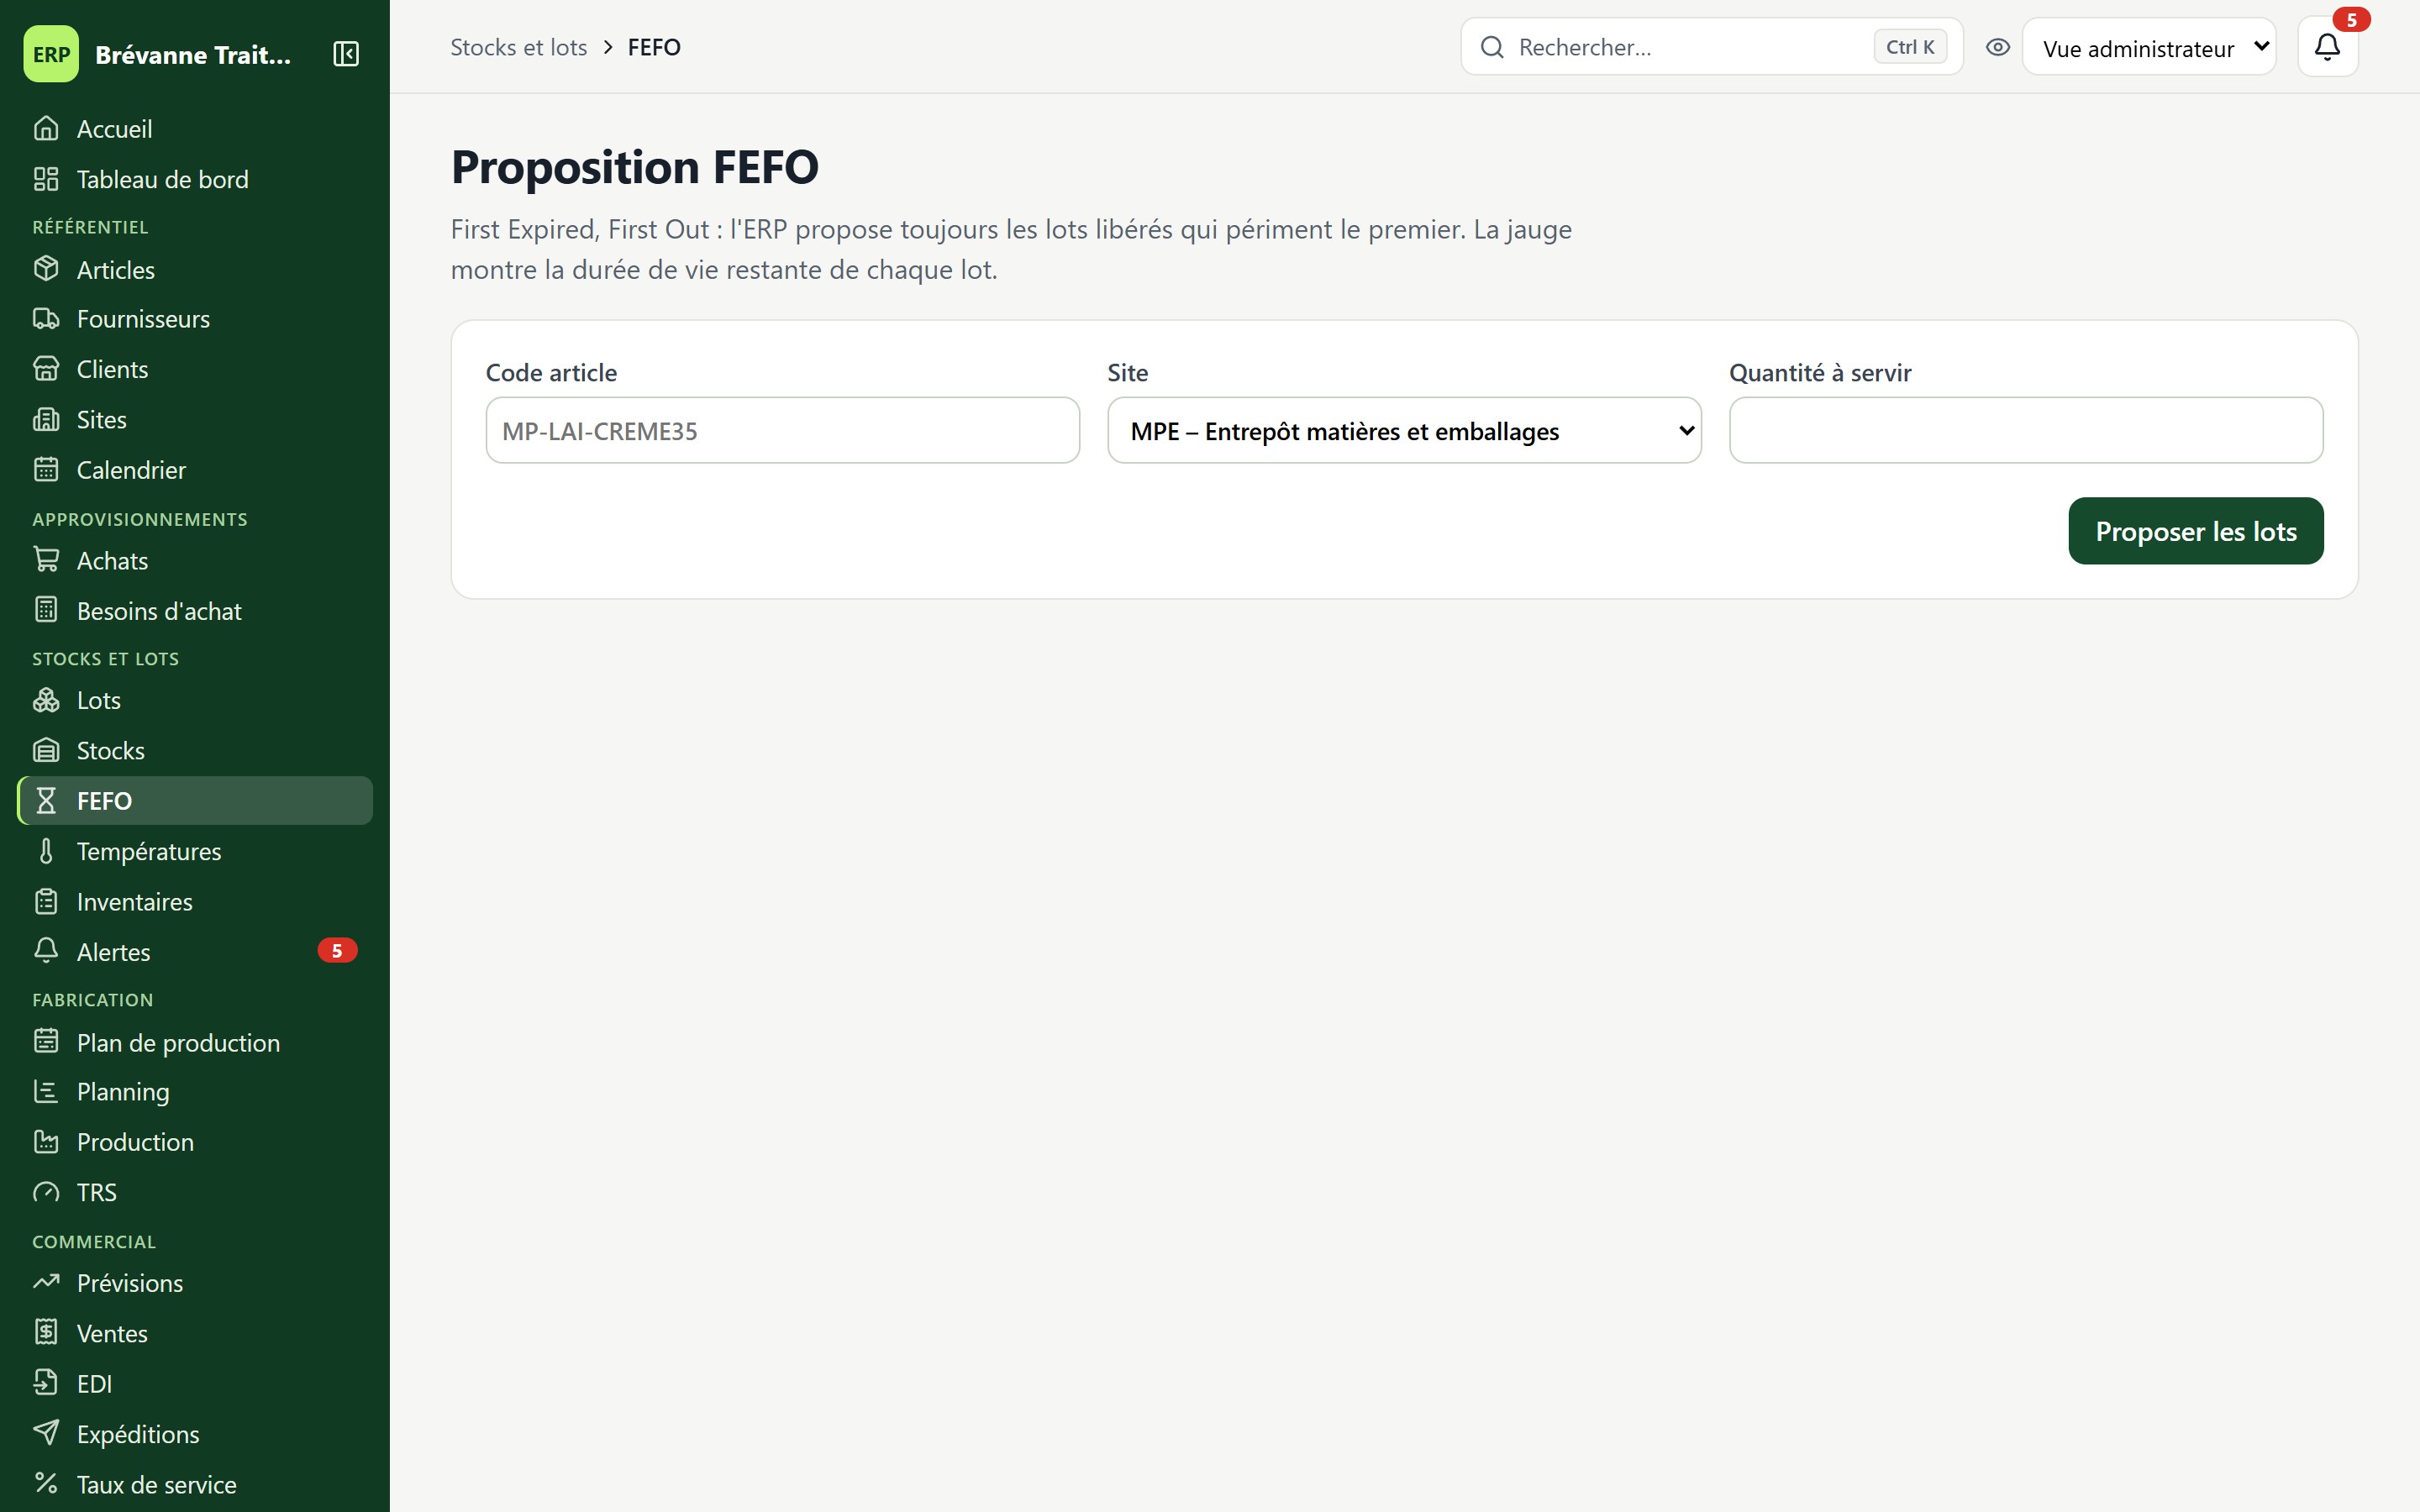 ERP
Brévanne Trait...
Accueil
Tableau de bord
RÉFÉRENTIEL
Articles
Fournisseurs
Clients
Sites
Calendrier
APPROVISIONNEMENTS
Achats
Besoins d'achat
STOCKS ET LOTS
Lots
Stocks
FEFO
Températures
Inventaires
Alertes 5
FABRICATION
Plan de production
Planning
Production
TRS
COMMERCIAL
Prévisions
Ventes
EDI
Expéditions
Taux de service
Stocks et lots > FEFO
Rechercher... Ctrl K
Vue administrateur
5
Proposition FEFO
First Expired, First Out : l'ERP propose toujours les lots libérés qui périment le premier. La jauge
montre la durée de vie restante de chaque lot.
Code article
MP-LAI-CREME35
Site
MPE – Entrepôt matières et emballages
Quantité à servir
Proposer les lots